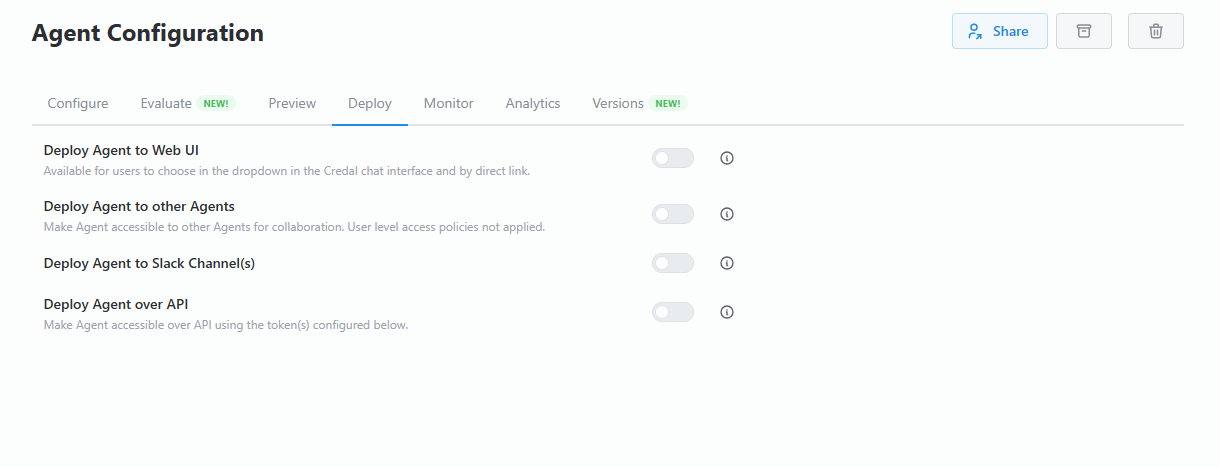 Agent Configuration
Share
Configure Evaluate NEW! Preview Deploy Monitor Analytics Versions NEW!
Deploy Agent to Web UI
Available for users to choose in the dropdown in the Credal chat interface and by direct link.
Deploy Agent to other Agents
Make Agent accessible to other Agents for collaboration. User level access policies not applied.
Deploy Agent to Slack Channel(s)
Deploy Agent over API
Make Agent accessible over API using the token(s) configured below.